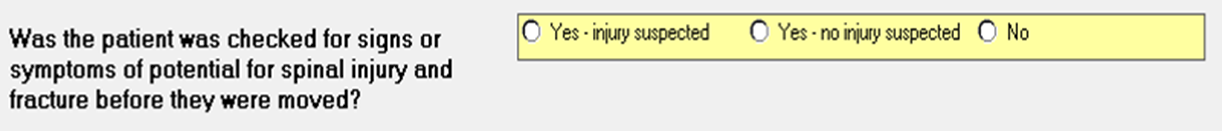 Was the patient was checked for signs or
symptoms of potential for spinal injury and
fracture before they were moved?
Yes - injury suspected Yes - no injury suspected No